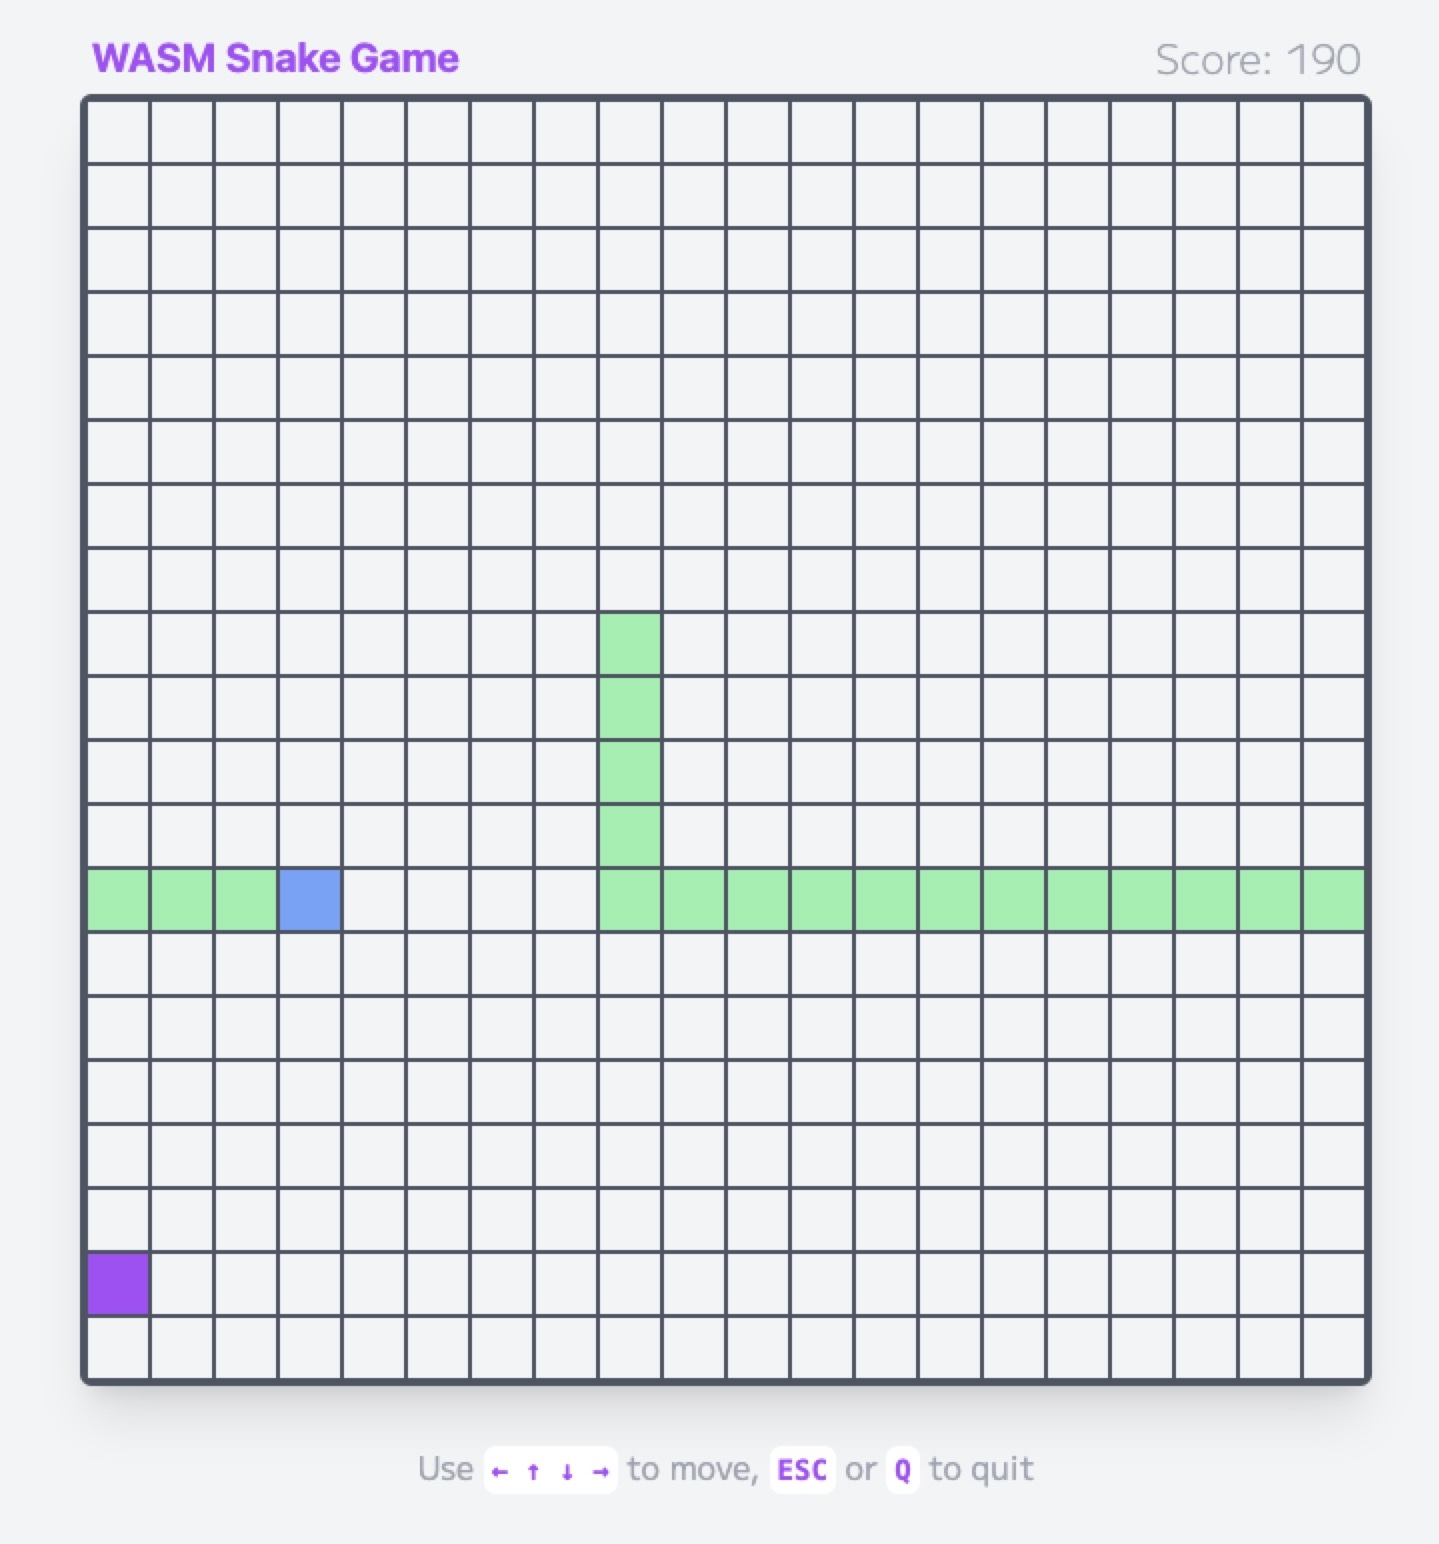 WASM Snake Game
Score: 190
Use ← ↑ ↓ → to move, ESC or Q to quit